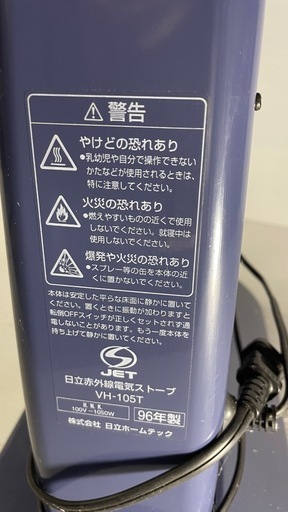 警告
やけどの恐れあり
●乳幼児や自分で操作できない
かたなどが使用されるときは、
特に注意してください。
火災の恐れあり
●燃えやすいものの近くで使用
しないでください。就寝中は
使用しないでください。
爆発や火災の恐れあり
●スプレー等の缶を本体の近
くに置かないでください。
本体は安定した平らな床面に静かに置いて
ください。置くときに振動が加わりますと
転倒OFFスイッチが正しくセットされず通
電しないことがあります。もう一度本体を
持ち上げて静かに置いてください。
JET
日立赤外線電気ストーブ
VH-105T
100V-1050W
96年製
株式会社 日立ホームテック